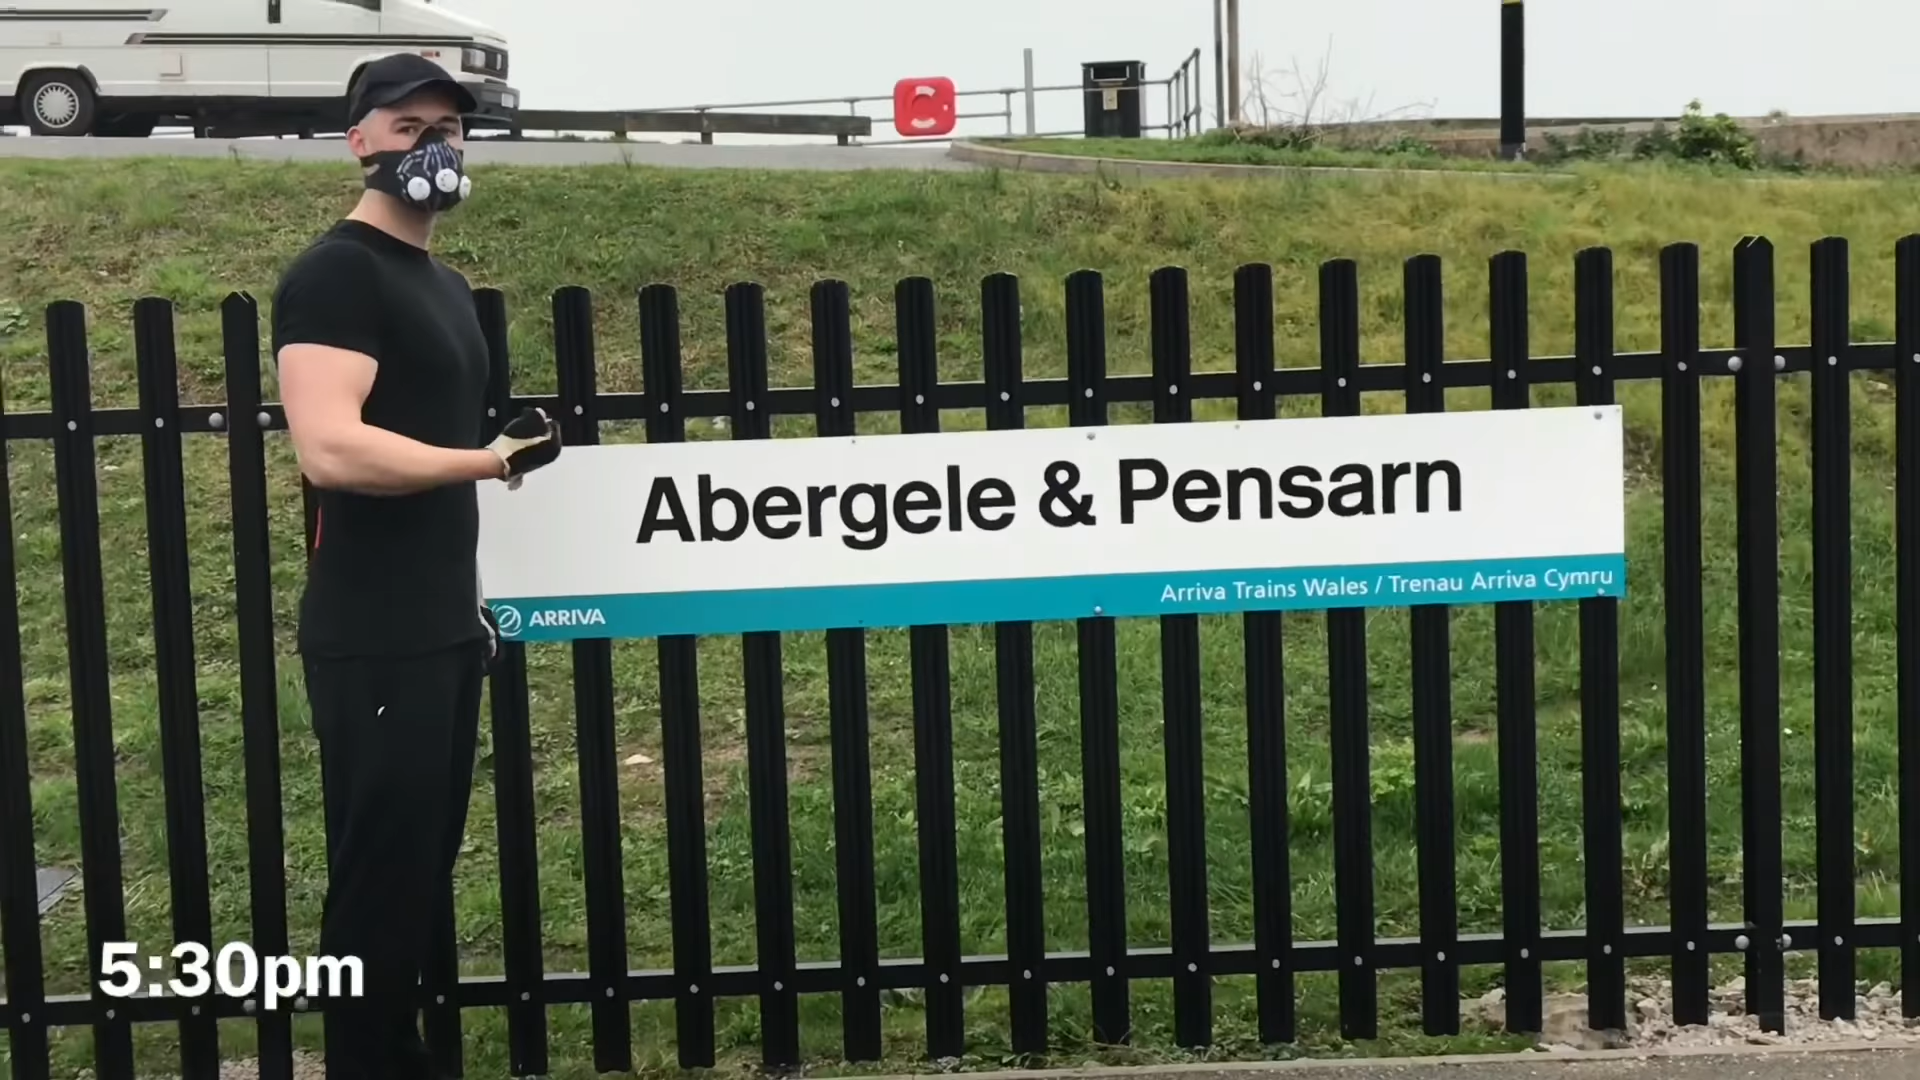 Abergele & Pensarn
Arriva Trains Wales / Trenau Arriva Cymru
ARRIVA
5:30pm